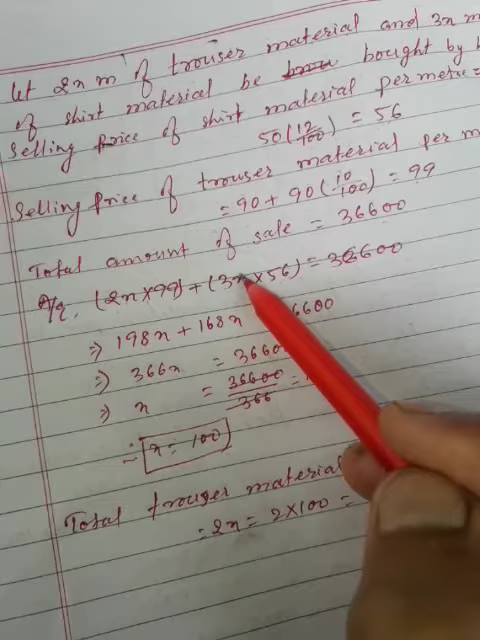 Let 2x m of trouser material and 3x m
of shirt material be bought by h
Selling Price of shirt material per metre =
50(12/100) = 56
Selling Price of trouser material per m
= 90 + 90(10/100) = 99
Total amount of sale = 36600
A/q. (2x×99) + (3x×56) = 36600
⇒ 198x + 168x 6600
⇒ 366x = 3660
⇒ x = 36600/366 =
∴ x = 100
Total trouser material
= 2x = 2×100 =